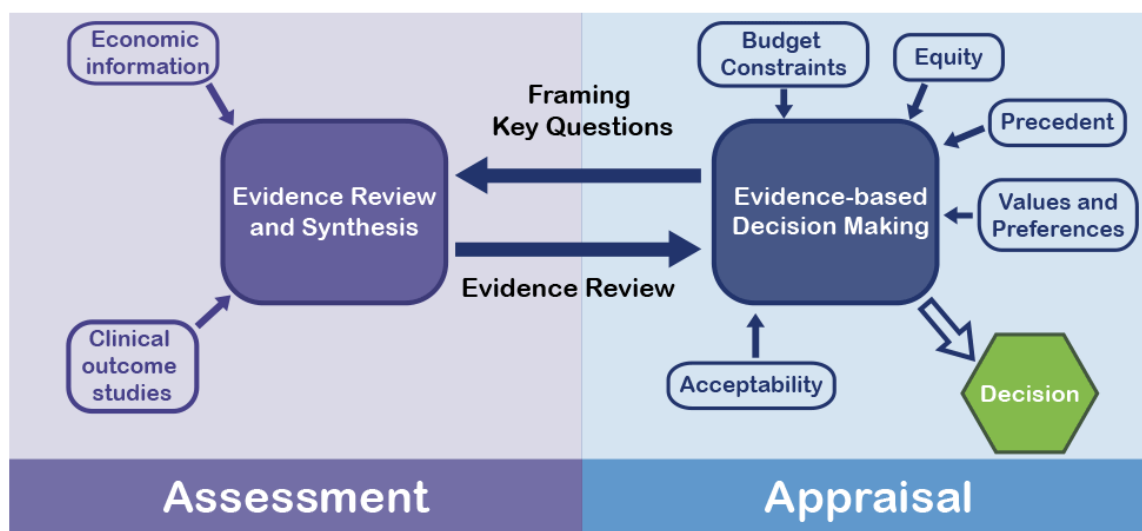 Economic
information
Evidence Review
and Synthesis
Clinical
outcome
studies
Framing
Key Questions
Evidence Review
Budget
Constraints
Equity
Precedent
Values and
Preferences
Evidence-based
Decision Making
Acceptability
Decision
Assessment
Appraisal